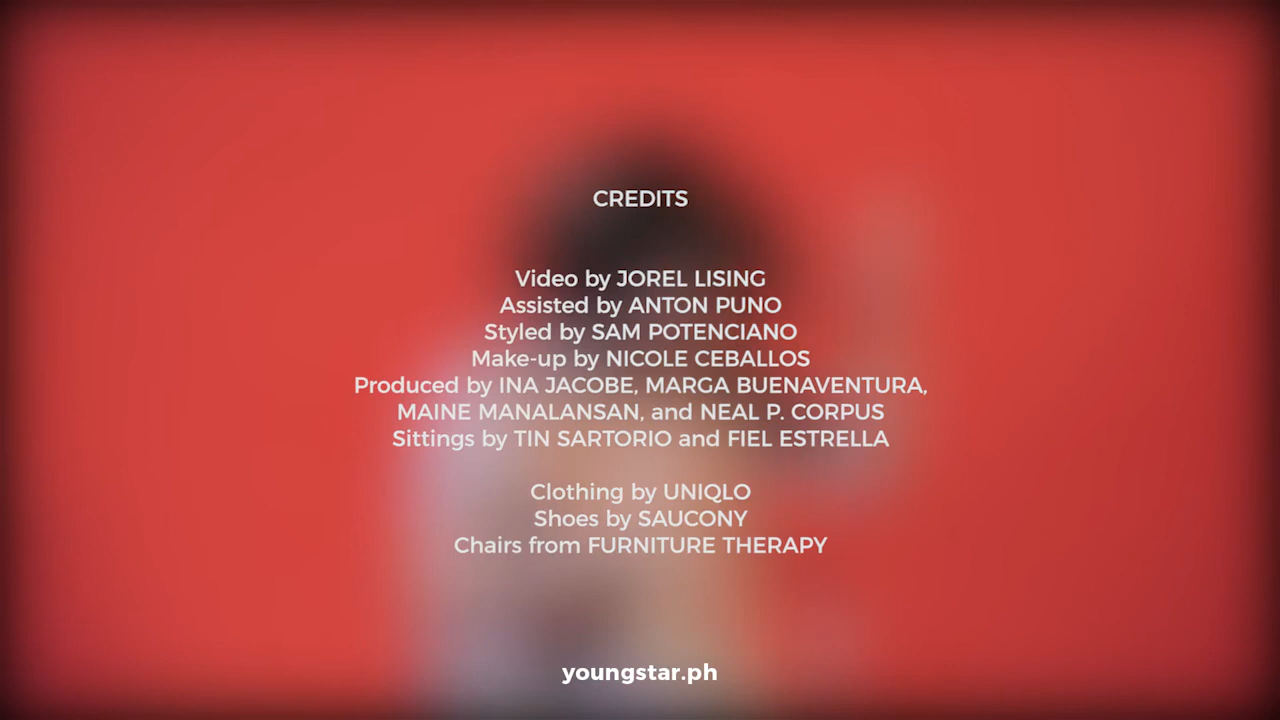 CREDITS
Video by JOREL LISING
Assisted by ANTON PUNO
Styled by SAM POTENCIANO
Make-up by NICOLE CEBALLOS
Produced by INA JACOBE, MARGA BUENAVENTURA,
MAINE MANALANSAN, and NEAL P. CORPUS
Sittings by TIN SARTORIO and FIEL ESTRELLA
Clothing by UNIQLO
Shoes by SAUCONY
Chairs from FURNITURE THERAPY
youngstar.ph